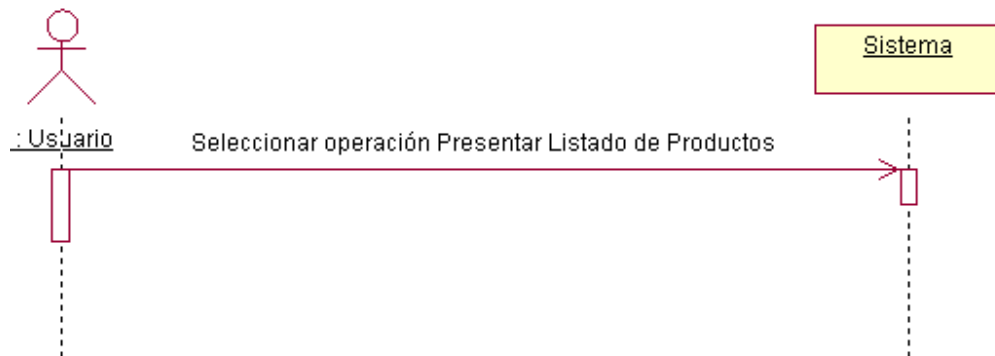 Sistema
: Usuario
Seleccionar operación Presentar Listado de Productos